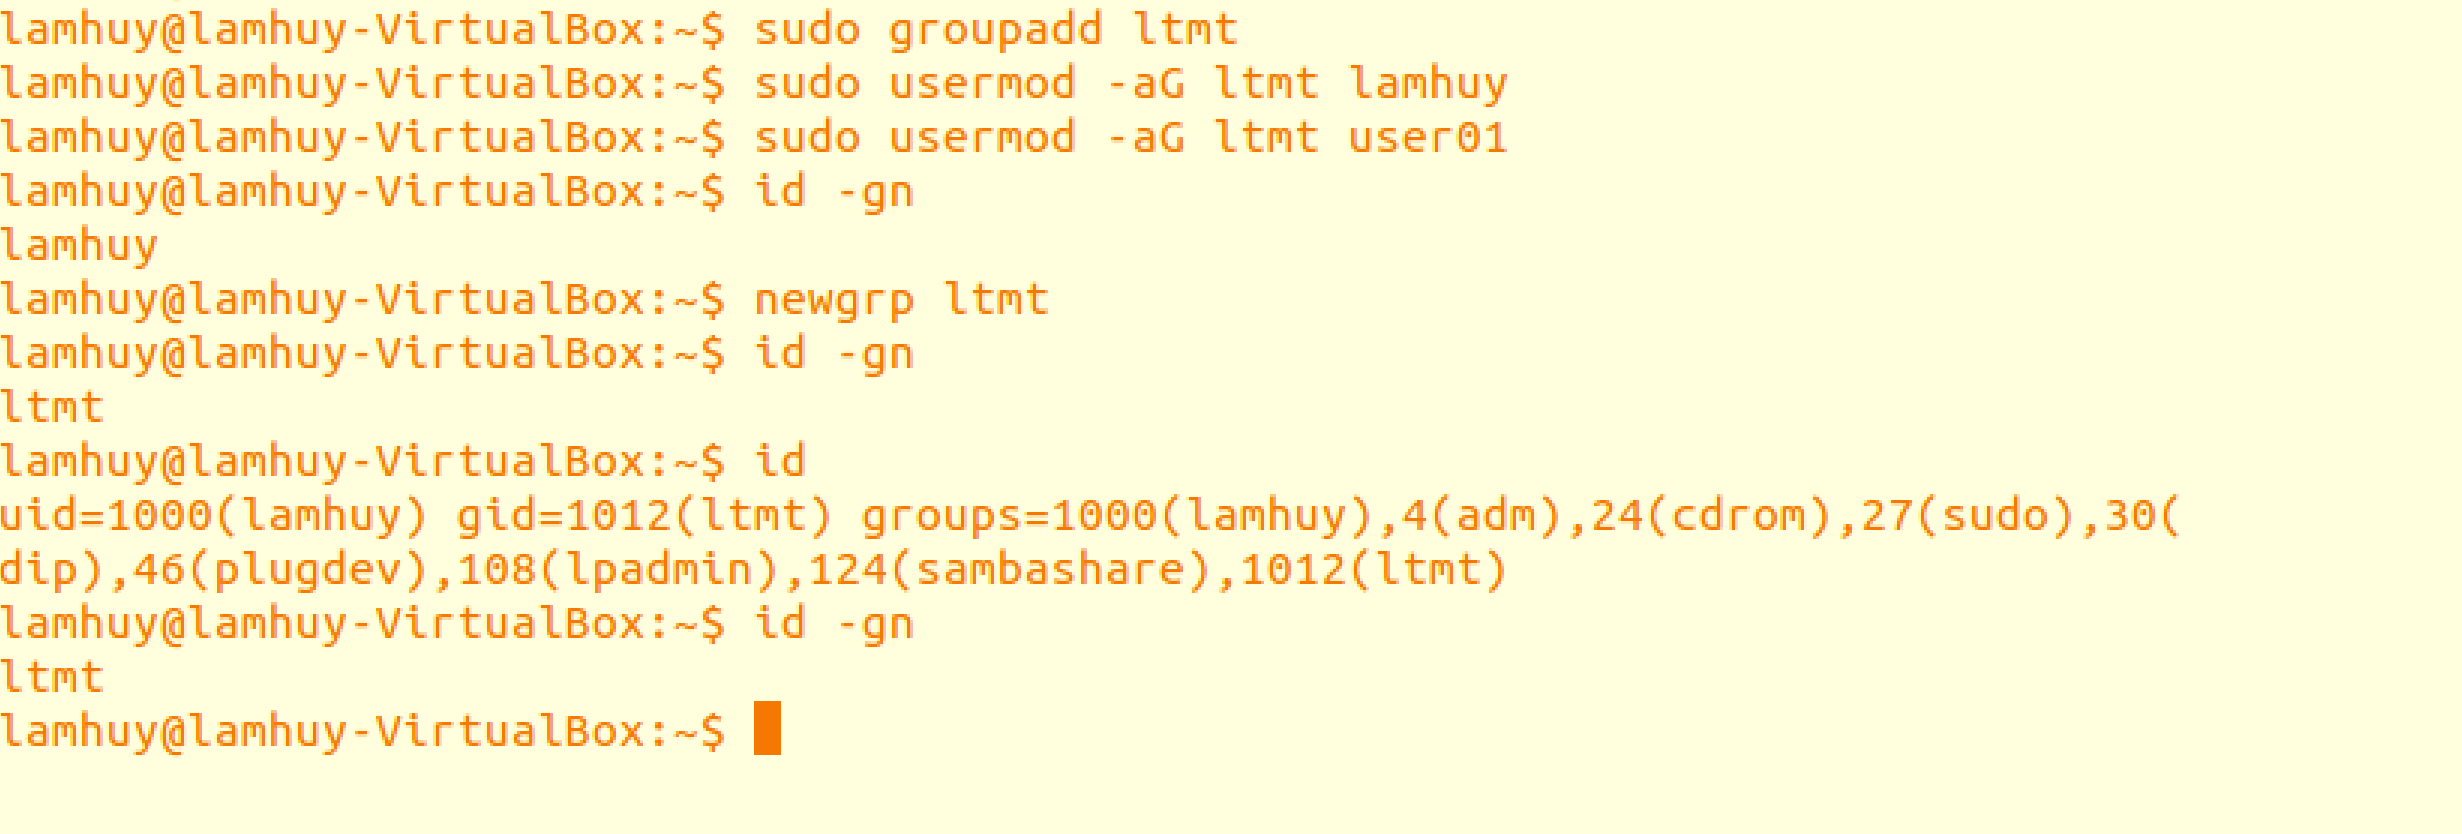 lamhuy@lamhuy-VirtualBox:~$ sudo groupadd ltmt
lamhuy@lamhuy-VirtualBox:~$ sudo usermod -aG ltmt lamhuy
lamhuy@lamhuy-VirtualBox:~$ sudo usermod -aG ltmt user01
lamhuy@lamhuy-VirtualBox:~$ id -gn
lamhuy
lamhuy@lamhuy-VirtualBox:~$ newgrp ltmt
lamhuy@lamhuy-VirtualBox:~$ id -gn
ltmt
lamhuy@lamhuy-VirtualBox:~$ id
uid=1000(lamhuy) gid=1012(ltmt) groups=1000(lamhuy),4(adm),24(cdrom),27(sudo),30(
dip),46(plugdev),108(lpadmin),124(sambashare),1012(ltmt)
lamhuy@lamhuy-VirtualBox:~$ id -gn
ltmt
lamhuy@lamhuy-VirtualBox:~$